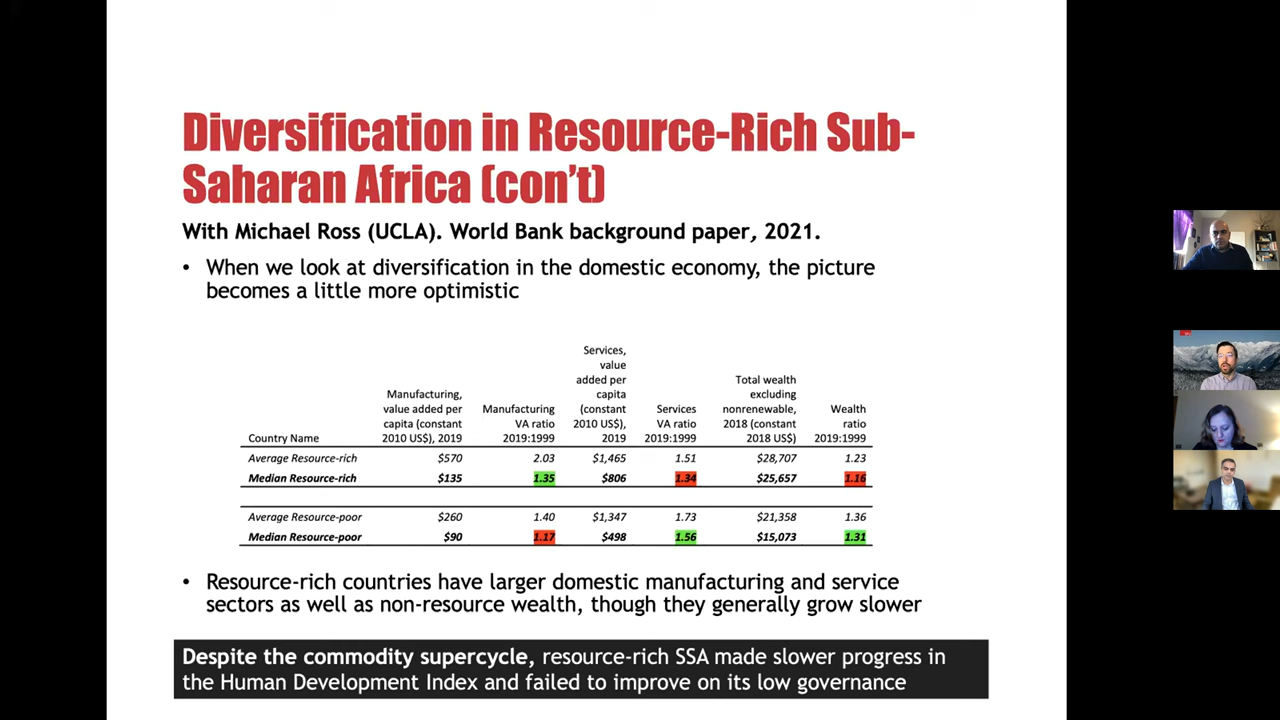 Diversification in Resource-Rich Sub-
Saharan Africa (con't)
With Michael Ross (UCLA). World Bank background paper, 2021.
• When we look at diversification in the domestic economy, the picture
becomes a little more optimistic
Country Name
Manufacturing,
value added per
capita (constant
2010 US$), 2019
Manufacturing
VA ratio
2019:1999
Services,
value
added per
capita
(constant
2010 US$),
2019
Services
VA ratio
2019:1999
Total wealth
excluding
nonrenewable,
2018 (constant
2018 US$)
Wealth
ratio
2019:1999
Average Resource-rich $570 2.03 $1,465 1.51 $28,707 1.23
Median Resource-rich $135 1.35 $806 1.34 $25,657 1.16
Average Resource-poor $260 1.40 $1,347 1.73 $21,358 1.36
Median Resource-poor $90 1.17 $498 1.56 $15,073 1.31
• Resource-rich countries have larger domestic manufacturing and service
sectors as well as non-resource wealth, though they generally grow slower
Despite the commodity supercycle, resource-rich SSA made slower progress in
the Human Development Index and failed to improve on its low governance